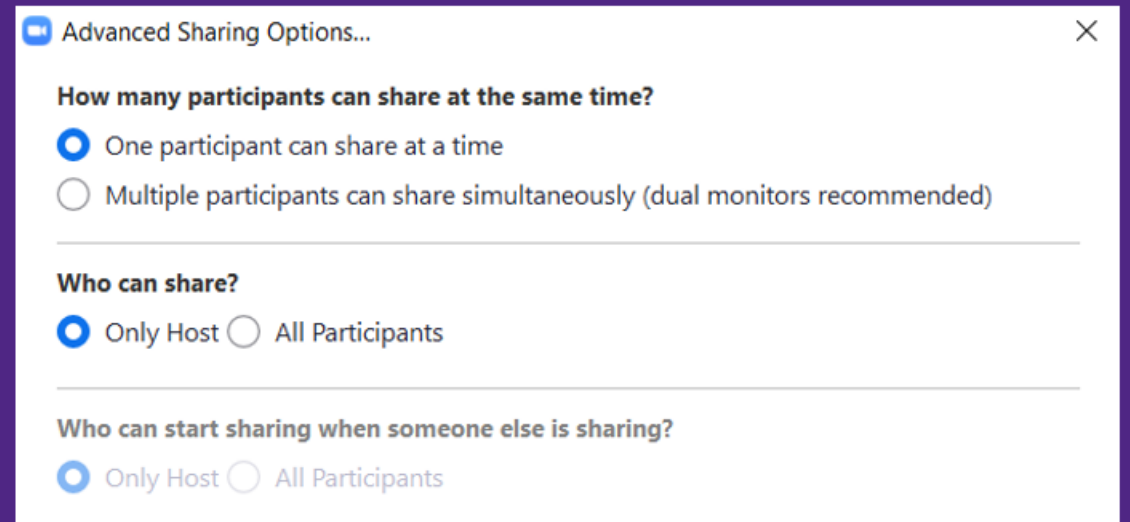 Advanced Sharing Options...
How many participants can share at the same time?
One participant can share at a time
Multiple participants can share simultaneously (dual monitors recommended)
Who can share?
Only Host All Participants
Who can start sharing when someone else is sharing?
Only Host All Participants